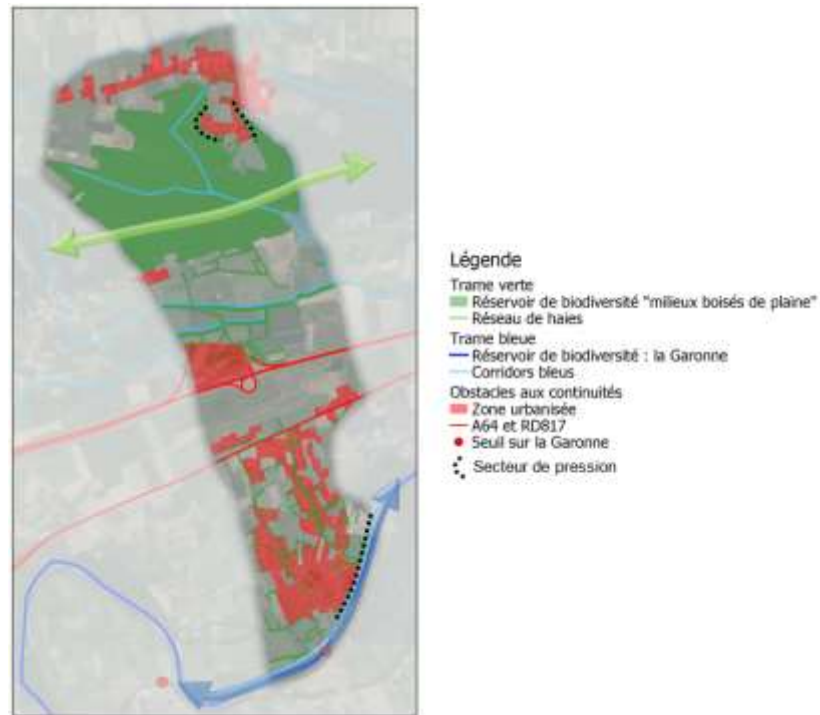 Légende
Trame verte
Réservoir de biodiversité "milieux boisés de plaine"
Réseau de haies
Trame bleue
Réservoir de biodiversité : la Garonne
Corridors bleus
Obstacles aux continuités
Zone urbanisée
A64 et RD817
Seuil sur la Garonne
Secteur de pression